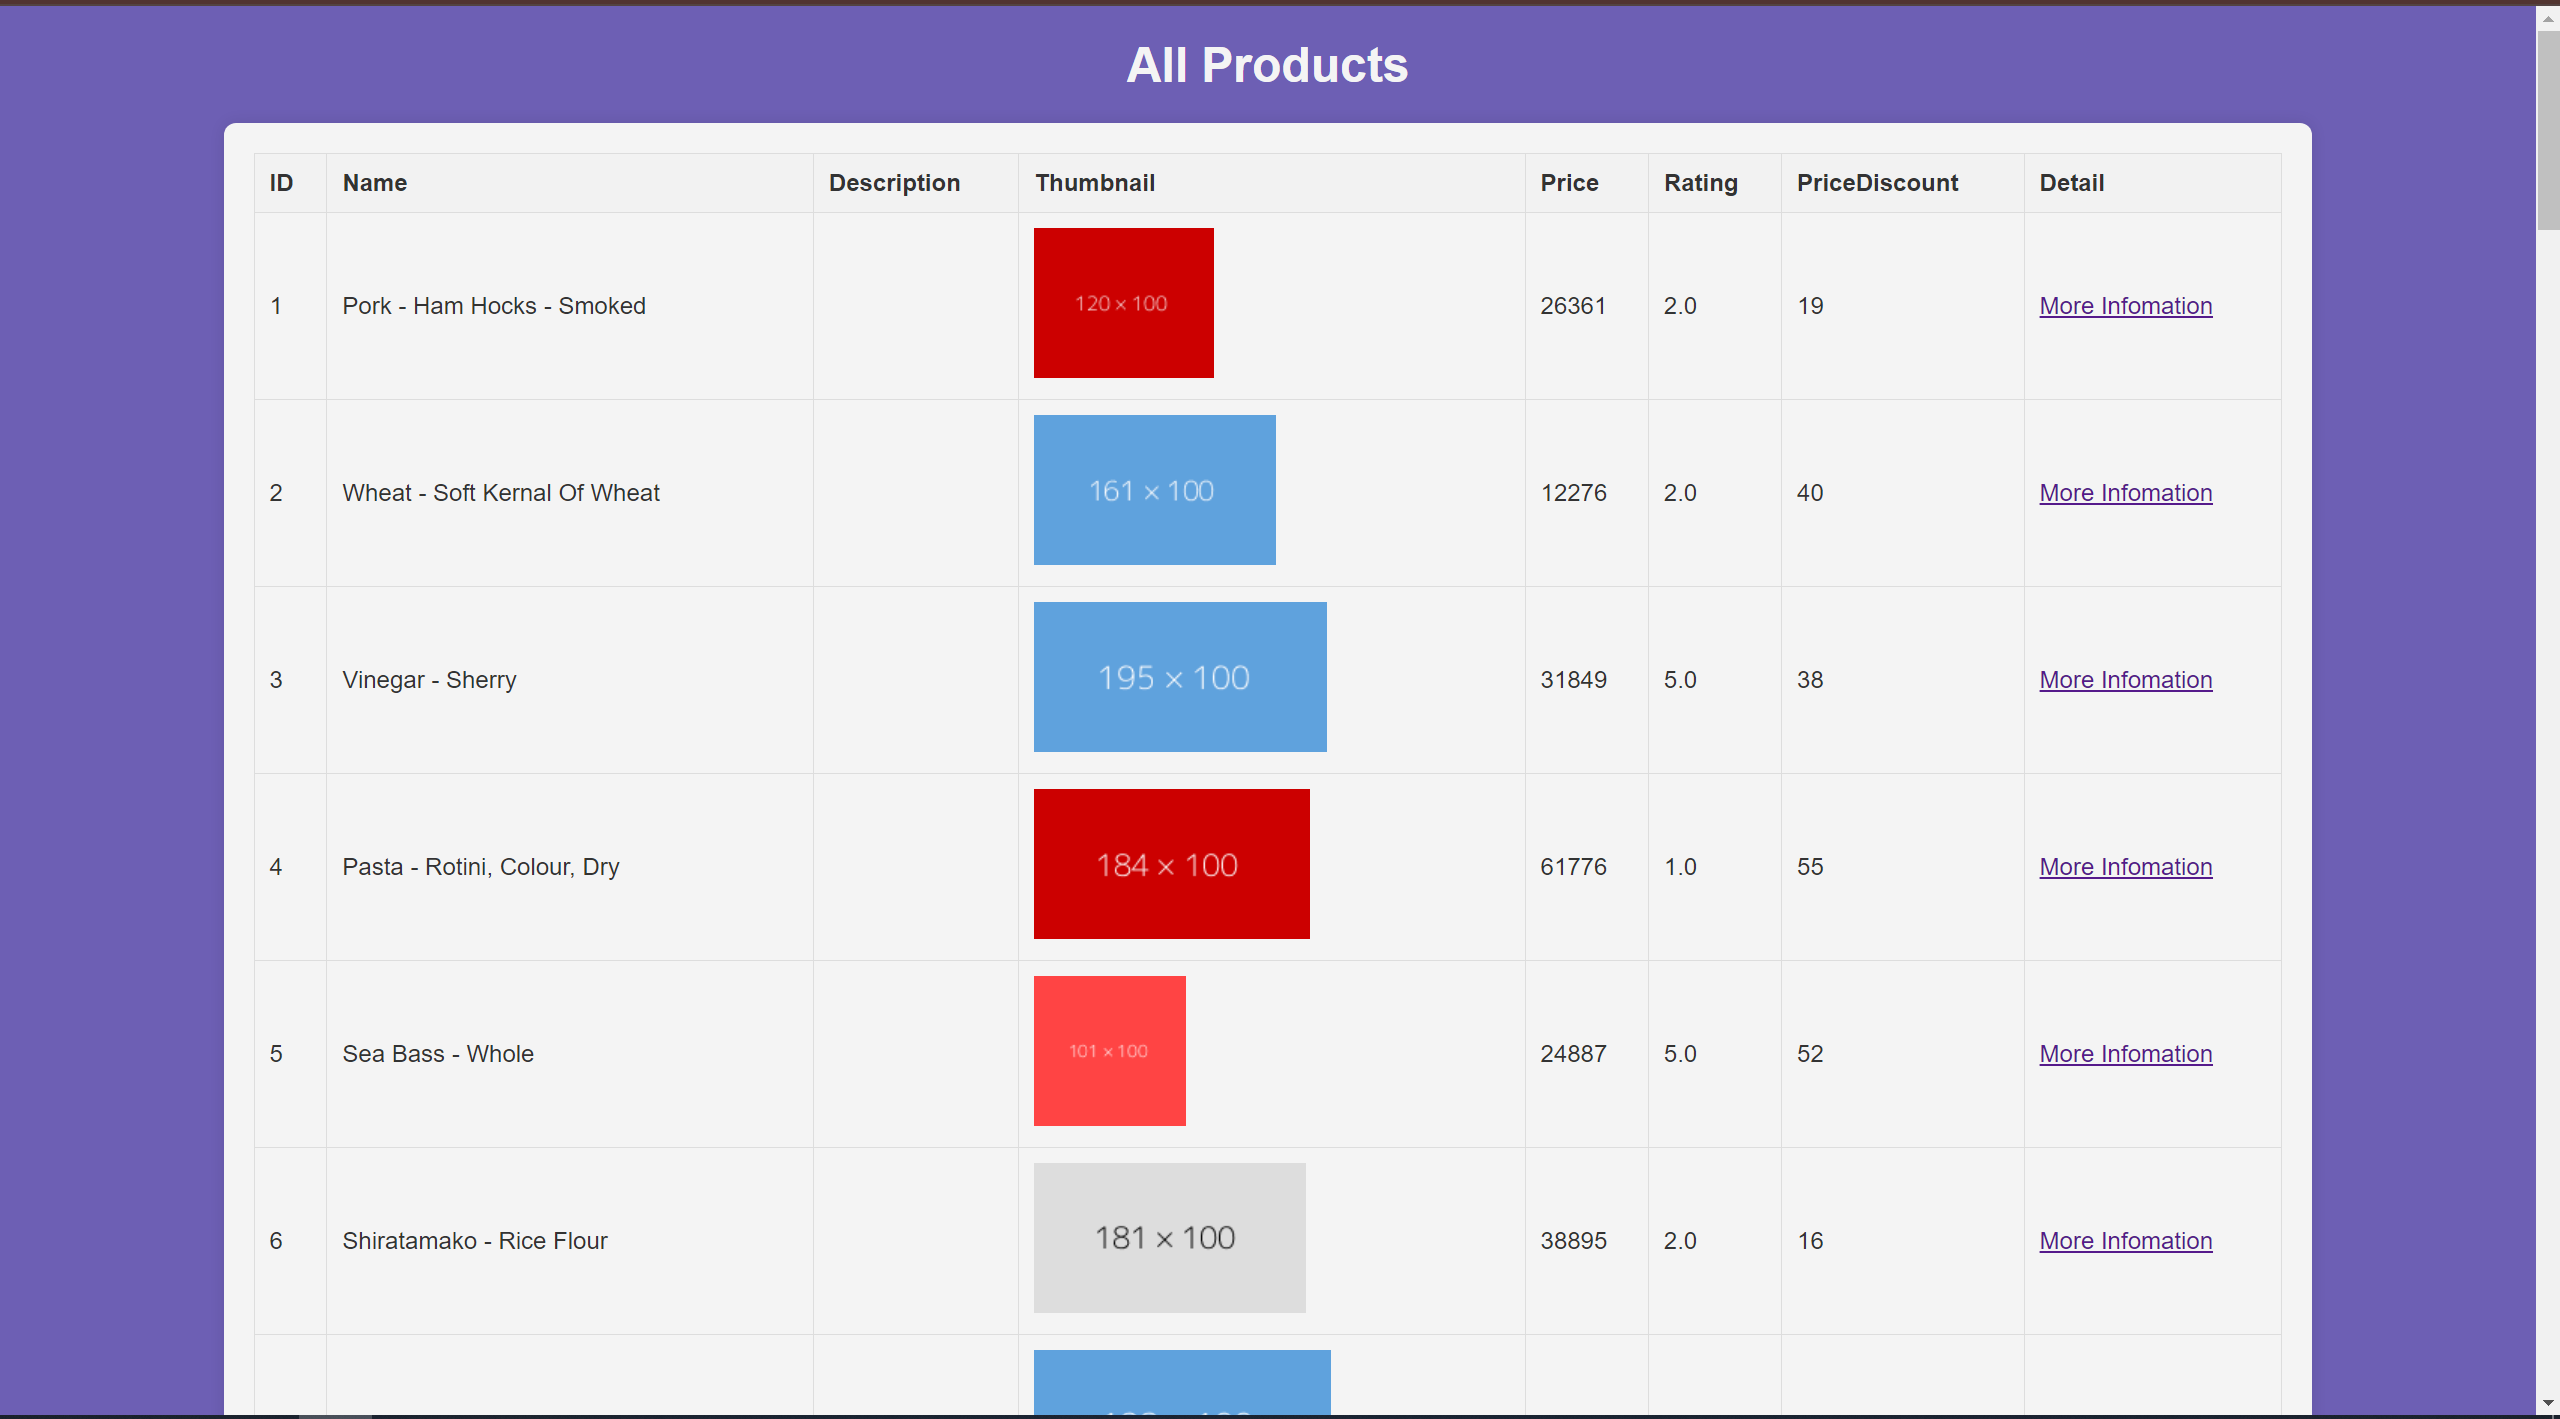 All Products
ID Name Description Thumbnail Price Rating PriceDiscount Detail
1 Pork - Ham Hocks - Smoked 120 × 100 26361 2.0 19 More Infomation
2 Wheat - Soft Kernal Of Wheat 161 × 100 12276 2.0 40 More Infomation
3 Vinegar - Sherry 195 × 100 31849 5.0 38 More Infomation
4 Pasta - Rotini, Colour, Dry 184 × 100 61776 1.0 55 More Infomation
5 Sea Bass - Whole 101 × 100 24887 5.0 52 More Infomation
6 Shiratamako - Rice Flour 181 × 100 38895 2.0 16 More Infomation